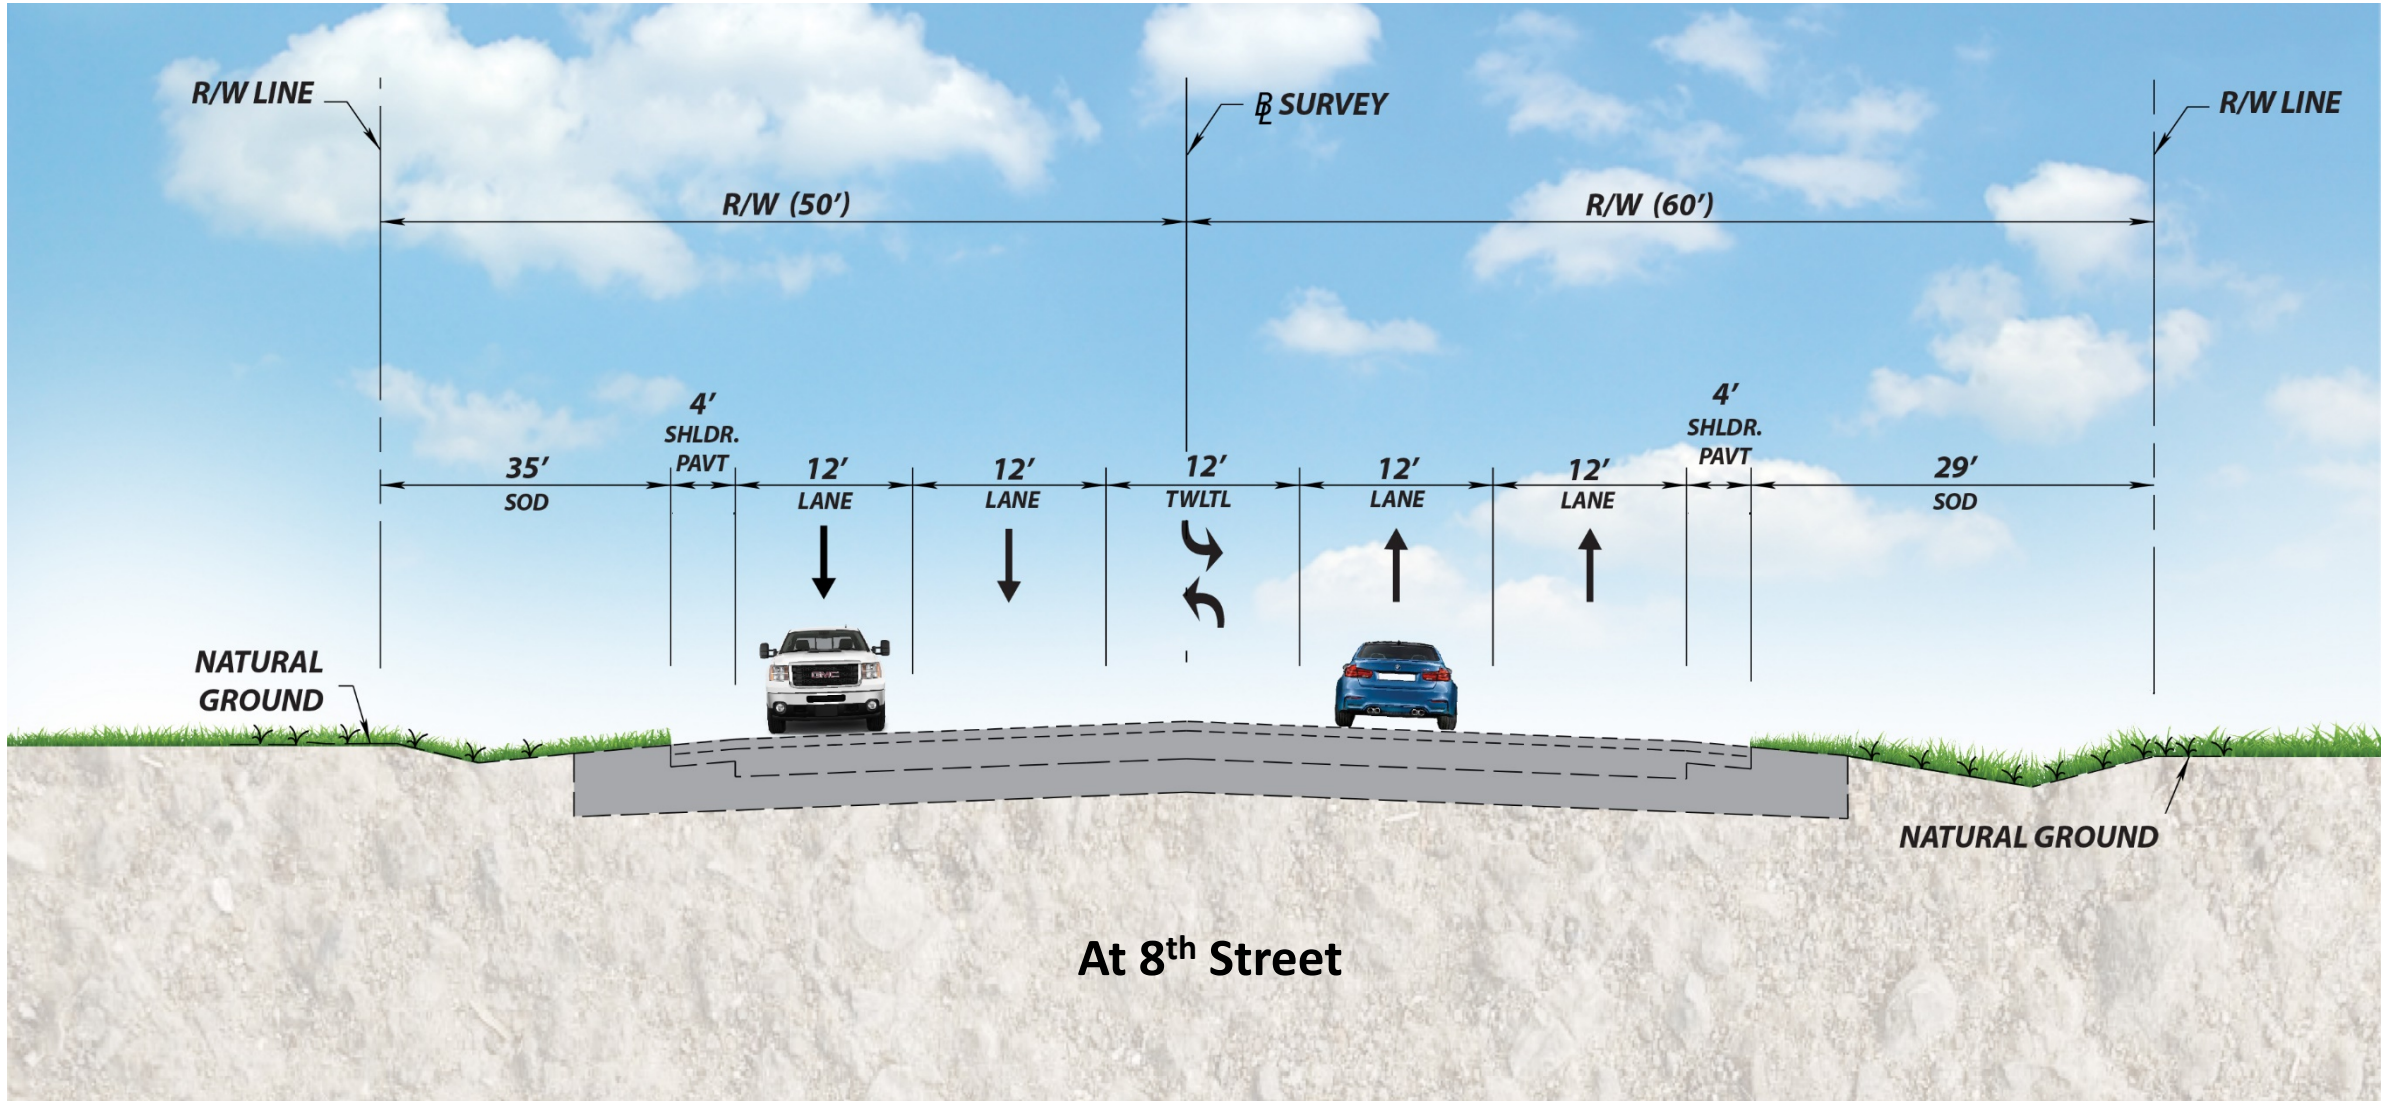 R/W LINE
℄ SURVEY
R/W LINE
R/W (50')
R/W (60')
4'
SHLDR.
PAVT
4'
SHLDR.
PAVT
35'
SOD
12'
LANE
12'
LANE
12'
TWLTL
12'
LANE
12'
LANE
29'
SOD
NATURAL
GROUND
GMC
NATURAL GROUND
At 8th Street